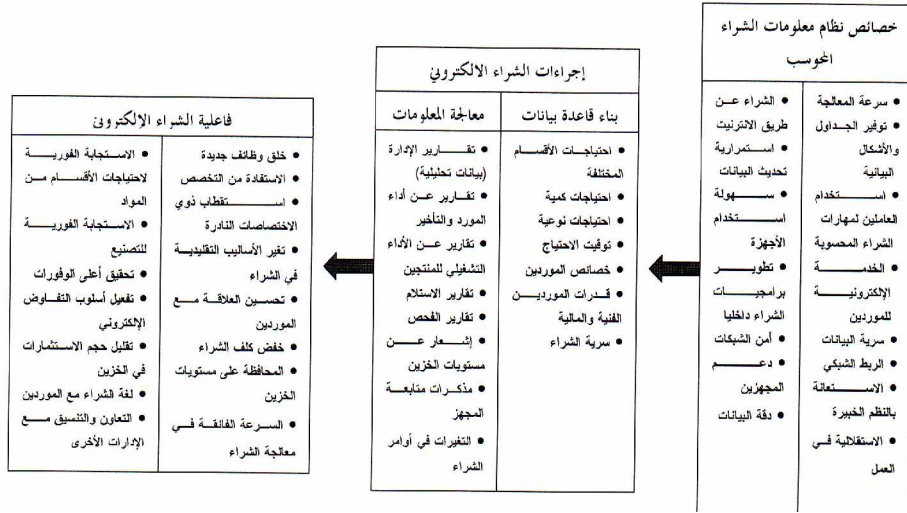 خصائص نظام معلومات الشراء
المحوسب
• سرعة المعالجة
• توفير الجداول
والأشكال
البيانية
• استخدام
العاملين لمهارات
الشراء المحسوبة
• الخدمة
الإلكترونية
للموردين
• سرية البيانات
• الربط الشبكي
• الاستعانة
بالنظم الخبيرة
• الاستقلالية في
العمل
• الشراء عن
طريق الانترنيت
• استمرارية
تحديث البيانات
• سهولة
استخدام
الأجهزة
• تطوير
برامجيات
الشراء داخليا
• أمن الشبكات
• دعم
المجهزين
• دقة البيانات
إجراءات الشراء الالكتروني
بناء قاعدة بيانات
• احتياجات الأقسام
المختلفة
• احتياجات كمية
• احتياجات نوعية
• توقيت الاحتياج
• خصائص الموردين
• قدرات الموردين
الفنية والمالية
• سرية الشراء
معالجة المعلومات
• تقارير الإدارة
(بيانات تحليلية)
• تقارير عن أداء
المورد والتأخير
• تقارير عن الأداء
التشغيلي للمنتجين
• تقارير الاستلام
• تقارير الفحص
• إشعار عن
مستويات الخزين
• مذكرات متابعة
المجهز
• التغيرات في أوامر
الشراء
فاعلية الشراء الإلكتروني
• خلق وظائف جديدة
• الاستفادة من التخصص
• استقطاب ذوي
الاختصاصات النادرة
• تغير الأساليب التقليدية
في الشراء
• تحسين العلاقة مع
الموردين
• خفض كلف الشراء
• المحافظة على مستويات
الخزين
• السرعة الفائقة في
معالجة الشراء
• الاستجابة الفورية
لاحتياجات الأقسام من
المواد
• الاستجابة الفورية
للتصنيع
• تحقيق أعلى الوفورات
• تفعيل أسلوب التفاوض
الإلكتروني
• تقليل حجم الاستثمارات
في الخزين
• لغة الشراء مع الموردين
• التعاون والتنسيق مع
الإدارات الأخرى